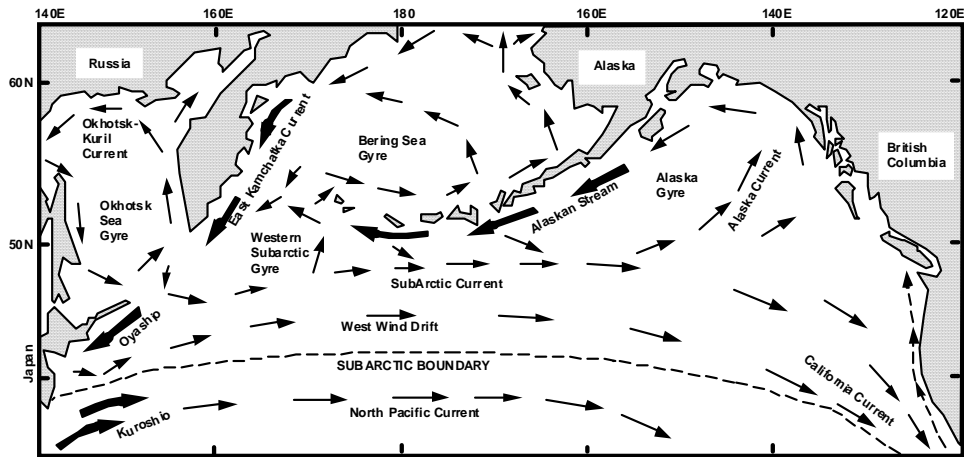 140E 160E 180 160E 140E 120E
Russia
Alaska
60N
Okhotsk-
Kuril
Current
East Kamchatka Current
Bering Sea
Gyre
British
Columbia
Alaska
Gyre
Alaska Current
Okhotsk
Sea
Gyre
Alaskan Stream
50N
Western
Subarctic
Gyre
SubArctic Current
Oyaship
West Wind Drift
Japan
SUBARCTIC BOUNDARY
California Current
Kuroshio
North Pacific Current